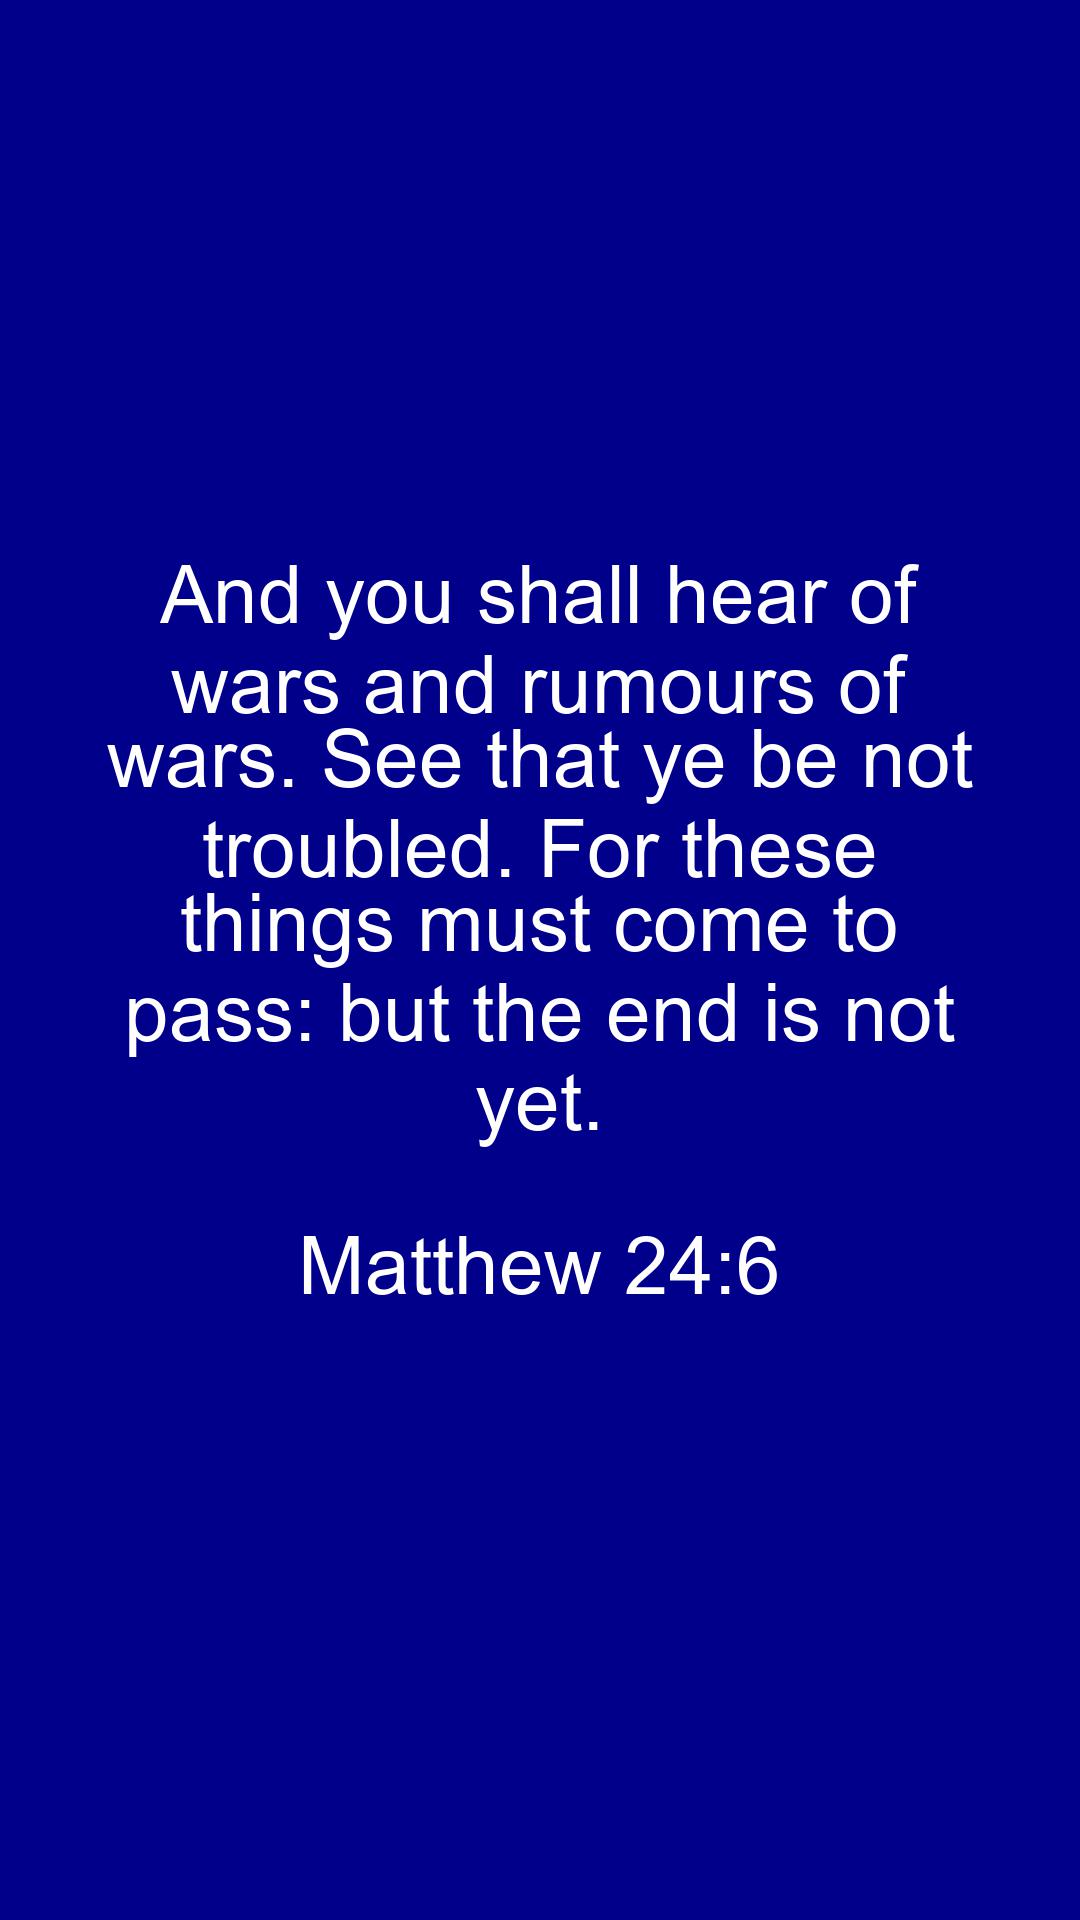 And you shall hear of
wars and rumours of
wars. See that ye be not
troubled. For these
things must come to
pass: but the end is not
yet.
Matthew 24:6